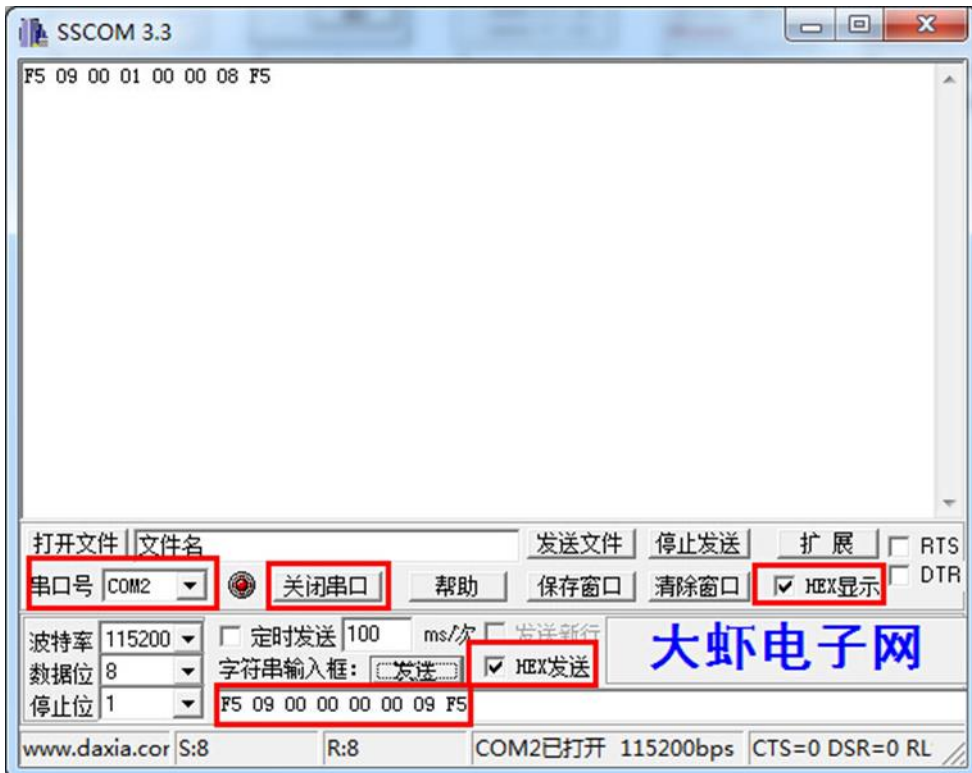 SSCOM 3.3
F5 09 00 01 00 00 08 F5
打开文件 文件名 发送文件 停止发送 扩展 RTS
串口号 COM2 关闭串口 帮助 保存窗口 清除窗口 HEX显示 DTR
波特率 115200 定时发送 100 ms/次 发送新行 大虾电子网
数据位 8 字符串输入框: 发送 HEX发送
停止位 1 F5 09 00 00 00 00 09 F5
www.daxia.cor S:8 R:8 COM2已打开 115200bps CTS=0 DSR=0 RL